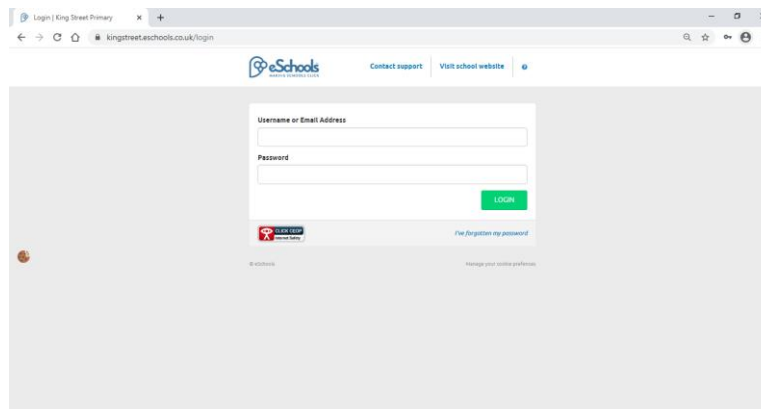 Login | King Street Primary
kingstreet.eschools.co.uk/login
eSchools
Contact support
Visit school website
Username or Email Address
Password
LOGIN
CLICK CEOP
Internet Safety
I've forgotten my password
© eSchools
Manage your cookie preferences